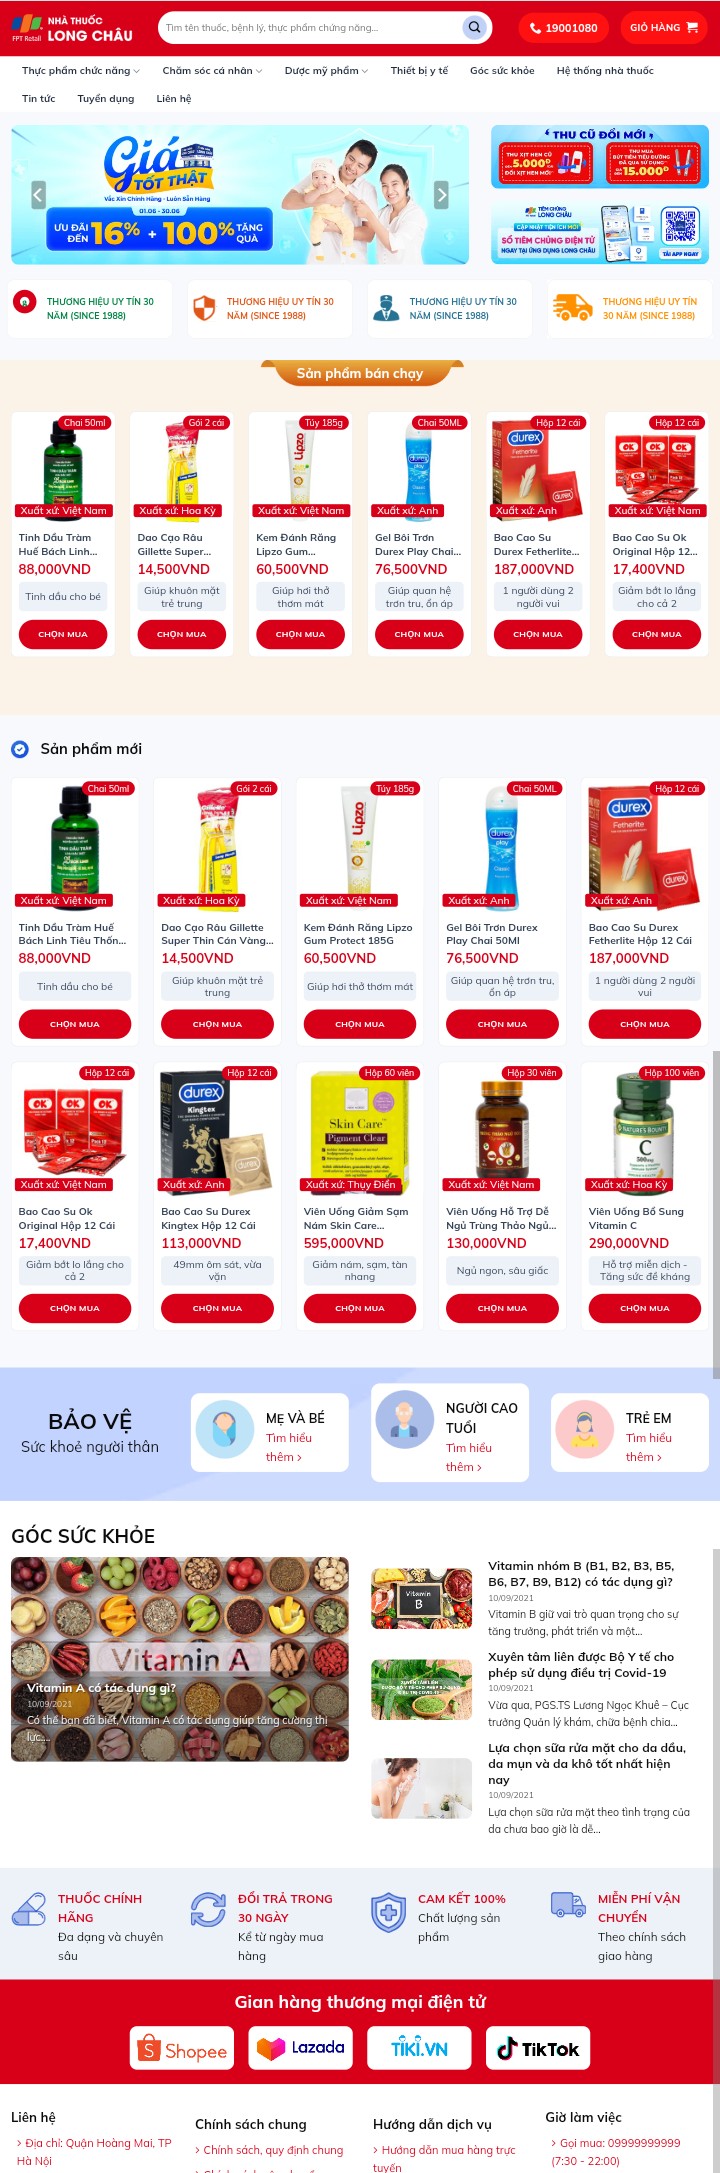 FPT Retail
NHÀ THUỐC
LONG CHÂU
Tìm tên thuốc, bệnh lý, thực phẩm chức năng...
19001080
GIỎ HÀNG
Thực phẩm chức năng
Chăm sóc cá nhân
Dược mỹ phẩm
Thiết bị y tế
Góc sức khỏe
Hệ thống nhà thuốc
Tin tức
Tuyển dụng
Liên hệ
Giá
TỐT THẬT
Vắc Xin Chính Hãng - Luôn Sẵn Hàng
01.06 - 30.06
ƯU ĐÃI ĐẾN 16% + 100% TẶNG QUÀ
THU CŨ ĐỔI MỚI
THU XỊT HEN CŨ
5.000Đ
ĐỔI XỊT HEN MỚI
THU MUA
BÚT TIÊM TIỂU ĐƯỜNG
ĐÃ QUA SỬ DỤNG
15.000Đ
TIÊM CHỦNG
LONG CHÂU
CẬP NHẬT TIỆN ÍCH MỚI
SỔ TIÊM CHỦNG ĐIỆN TỬ
NGAY TẠI ỨNG DỤNG LONG CHÂU
TẢI APP NGAY
THƯƠNG HIỆU UY TÍN 30
NĂM (SINCE 1988)
THƯƠNG HIỆU UY TÍN 30
NĂM (SINCE 1988)
THƯƠNG HIỆU UY TÍN 30
NĂM (SINCE 1988)
THƯƠNG HIỆU UY TÍN
30 NĂM (SINCE 1988)
Sản phẩm bán chạy
Chai 50ml
Xuất xứ: Việt Nam
Tinh Dầu Tràm
Huế Bách Linh...
88,000VND
Tinh dầu cho bé
CHỌN MUA
Gói 2 cái
Xuất xứ: Hoa Kỳ
Dao Cạo Râu
Gillette Super...
14,500VND
Giúp khuôn mặt
trẻ trung
CHỌN MUA
Túy 185g
Lipzo
Xuất xứ: Việt Nam
Kem Đánh Răng
Lipzo Gum...
60,500VND
Giúp hơi thở
thơm mát
CHỌN MUA
Chai 50ML
durex
play
Classic
Xuất xứ: Anh
Gel Bôi Trơn
Durex Play Chai...
76,500VND
Giúp quan hệ
trơn tru, ổn áp
CHỌN MUA
Hộp 12 cái
durex
Fetherlite
Xuất xứ: Anh
Bao Cao Su
Durex Fetherlite...
187,000VND
1 người dùng 2
người vui
CHỌN MUA
Hộp 12 cái
OK
Xuất xứ: Việt Nam
Bao Cao Su Ok
Original Hộp 12...
17,400VND
Giảm bớt lo lắng
cho cả 2
CHỌN MUA
Sản phẩm mới
Chai 50ml
Xuất xứ: Việt Nam
Tinh Dầu Tràm Huế
Bách Linh Tiêu Thốn...
88,000VND
Tinh dầu cho bé
CHỌN MUA
Gói 2 cái
Xuất xứ: Hoa Kỳ
Dao Cạo Râu Gillette
Super Thin Cán Vàng...
14,500VND
Giúp khuôn mặt trẻ
trung
CHỌN MUA
Túy 185g
Lipzo
Xuất xứ: Việt Nam
Kem Đánh Răng Lipzo
Gum Protect 185G
60,500VND
Giúp hơi thở thơm mát
CHỌN MUA
Chai 50ML
durex
play
Classic
Xuất xứ: Anh
Gel Bôi Trơn Durex
Play Chai 50Ml
76,500VND
Giúp quan hệ trơn tru,
ổn áp
CHỌN MUA
Hộp 12 cái
durex
Fetherlite
Xuất xứ: Anh
Bao Cao Su Durex
Fetherlite Hộp 12 Cái
187,000VND
1 người dùng 2 người
vui
CHỌN MUA
Hộp 12 cái
OK
Xuất xứ: Việt Nam
Bao Cao Su Ok
Original Hộp 12 Cái
17,400VND
Giảm bớt lo lắng cho
cả 2
CHỌN MUA
Hộp 12 cái
durex
Kingtex
Xuất xứ: Anh
Bao Cao Su Durex
Kingtex Hộp 12 Cái
113,000VND
49mm ôm sát, vừa
vặn
CHỌN MUA
Hộp 60 viên
Skin Care
Pigment Clear
Xuất xứ: Thụy Điển
Viên Uống Giảm Sạm
Nám Skin Care...
595,000VND
Giảm nám, sạm, tàn
nhang
CHỌN MUA
Hộp 30 viên
Xuất xứ: Việt Nam
Viên Uống Hỗ Trợ Dễ
Ngủ Trùng Thảo Ngủ...
130,000VND
Ngủ ngon, sâu giấc
CHỌN MUA
Hộp 100 viên
NATURE'S BOUNTY
C
500mg
Xuất xứ: Hoa Kỳ
Viên Uống Bổ Sung
Vitamin C
290,000VND
Hỗ trợ miễn dịch -
Tăng sức đề kháng
CHỌN MUA
BẢO VỆ
Sức khoẻ người thân
MẸ VÀ BÉ
Tìm hiểu
thêm
NGƯỜI CAO
TUỔI
Tìm hiểu
thêm
TRẺ EM
Tìm hiểu
thêm
GÓC SỨC KHỎE
Vitamin A
Vitamin A có tác dụng gì?
10/09/2021
Có thể bạn đã biết, Vitamin A có tác dụng giúp tăng cường thị
lực....
Vitamin
B
Vitamin nhóm B (B1, B2, B3, B5,
B6, B7, B9, B12) có tác dụng gì?
10/09/2021
Vitamin B giữ vai trò quan trọng cho sự
tăng trưởng, phát triển và một...
XUYÊN TÂM LIÊN
ĐƯỢC BỘ Y TẾ CHO PHÉP SỬ DỤNG
ĐIỀU TRỊ COVID-19
Xuyên tâm liên được Bộ Y tế cho
phép sử dụng điều trị Covid-19
10/09/2021
Vừa qua, PGS.TS Lương Ngọc Khuê – Cục
trưởng Quản lý khám, chữa bệnh chia...
Lựa chọn sữa rửa mặt cho da dầu,
da mụn và da khô tốt nhất hiện
nay
10/09/2021
Lựa chọn sữa rửa mặt theo tình trạng của
da chưa bao giờ là dễ...
THUỐC CHÍNH
HÃNG
Đa dạng và chuyên
sâu
ĐỔI TRẢ TRONG
30 NGÀY
Kể từ ngày mua
hàng
CAM KẾT 100%
Chất lượng sản
phẩm
MIỄN PHÍ VẬN
CHUYỂN
Theo chính sách
giao hàng
Gian hàng thương mại điện tử
Shopee
Lazada
TIKI.VN
TikTok
Liên hệ
Địa chỉ: Quận Hoàng Mai, TP
Hà Nội
Chính sách chung
Chính sách, quy định chung
Hướng dẫn dịch vụ
Hướng dẫn mua hàng trực
tuyến
Giờ làm việc
Gọi mua: 09999999999
(7:30 - 22:00)